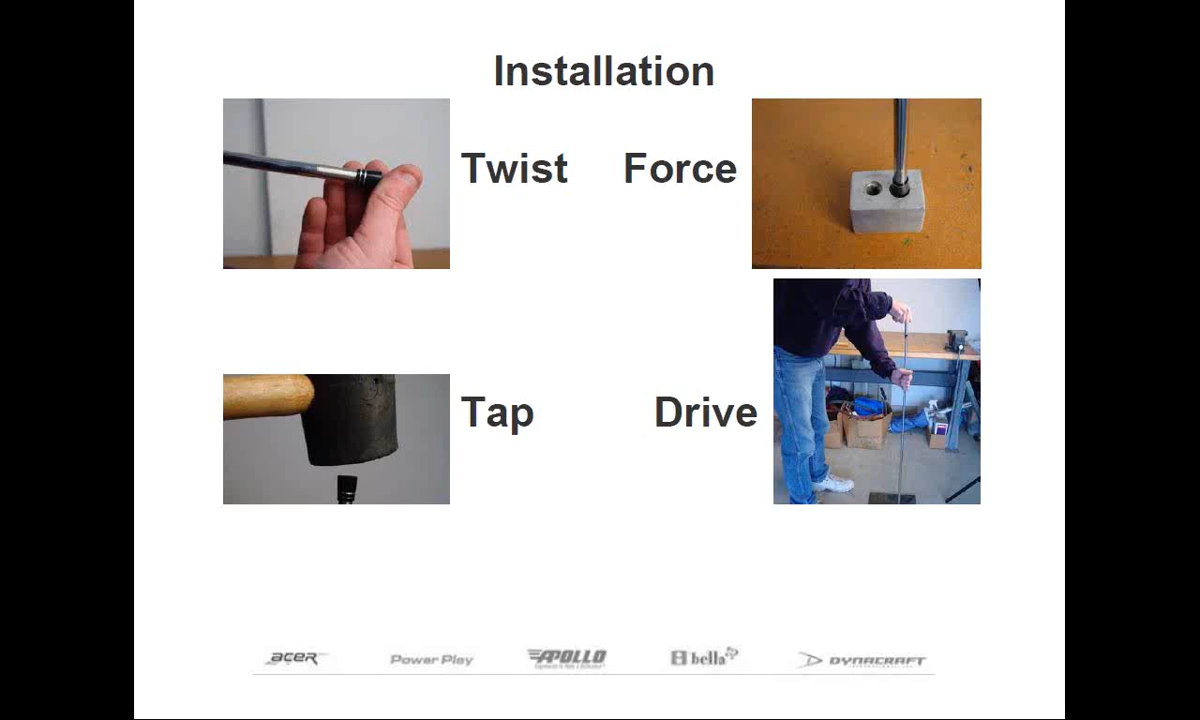 Installation
Twist Force
Tap Drive
ACER Power Play APOLLO bella DYNACRAFT